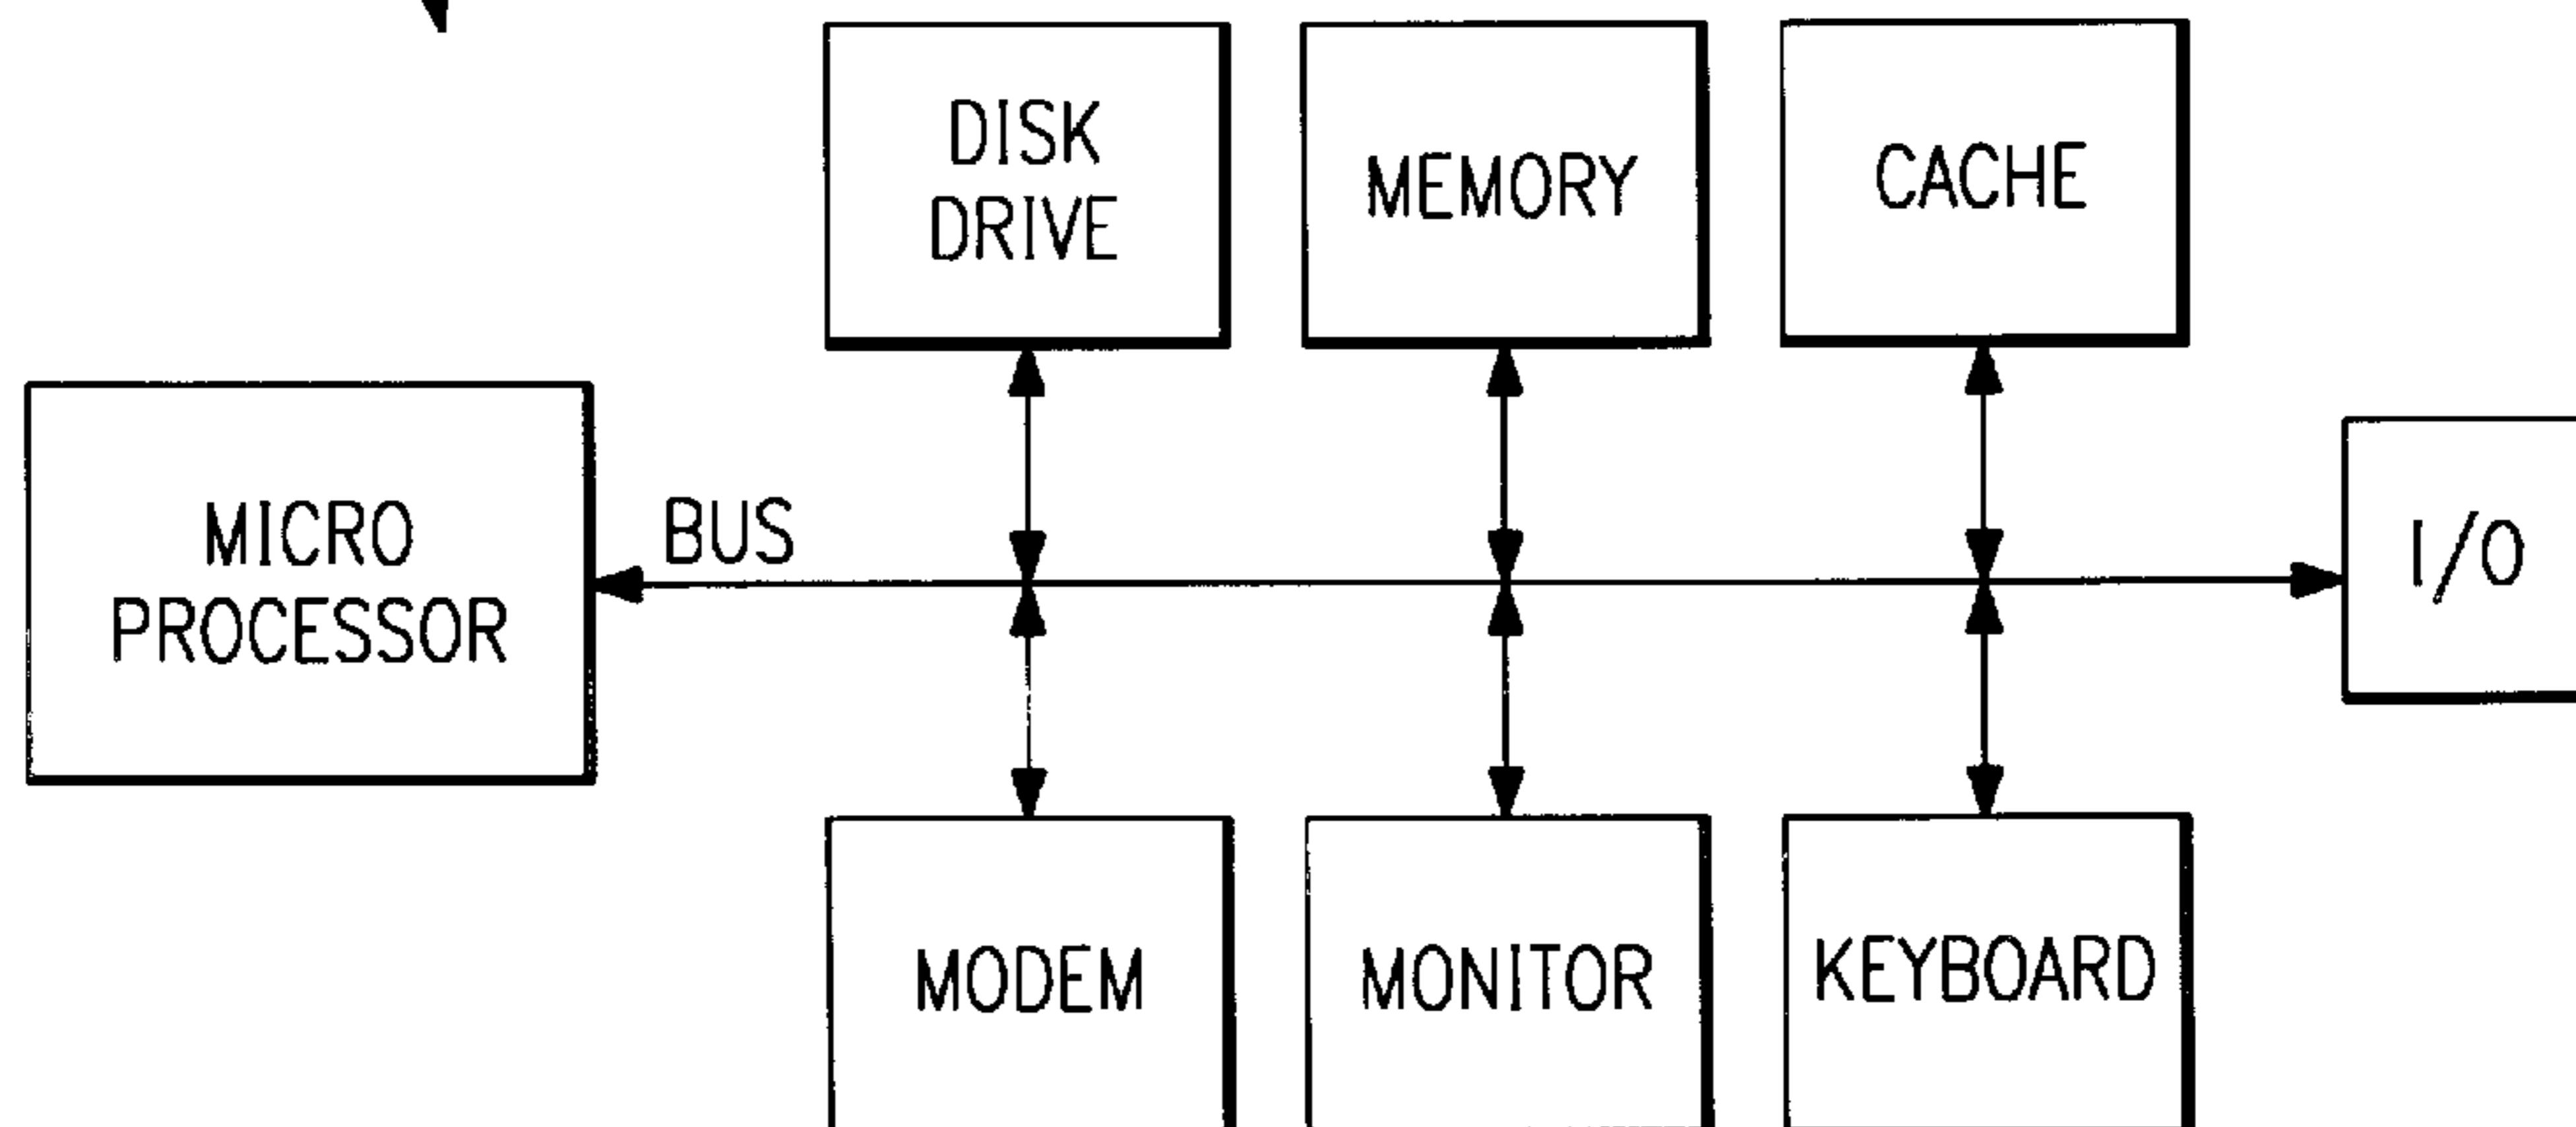 DISK
DRIVE
MEMORY
CACHE
MICRO
PROCESSOR
BUS
I/O
MODEM
MONITOR
KEYBOARD